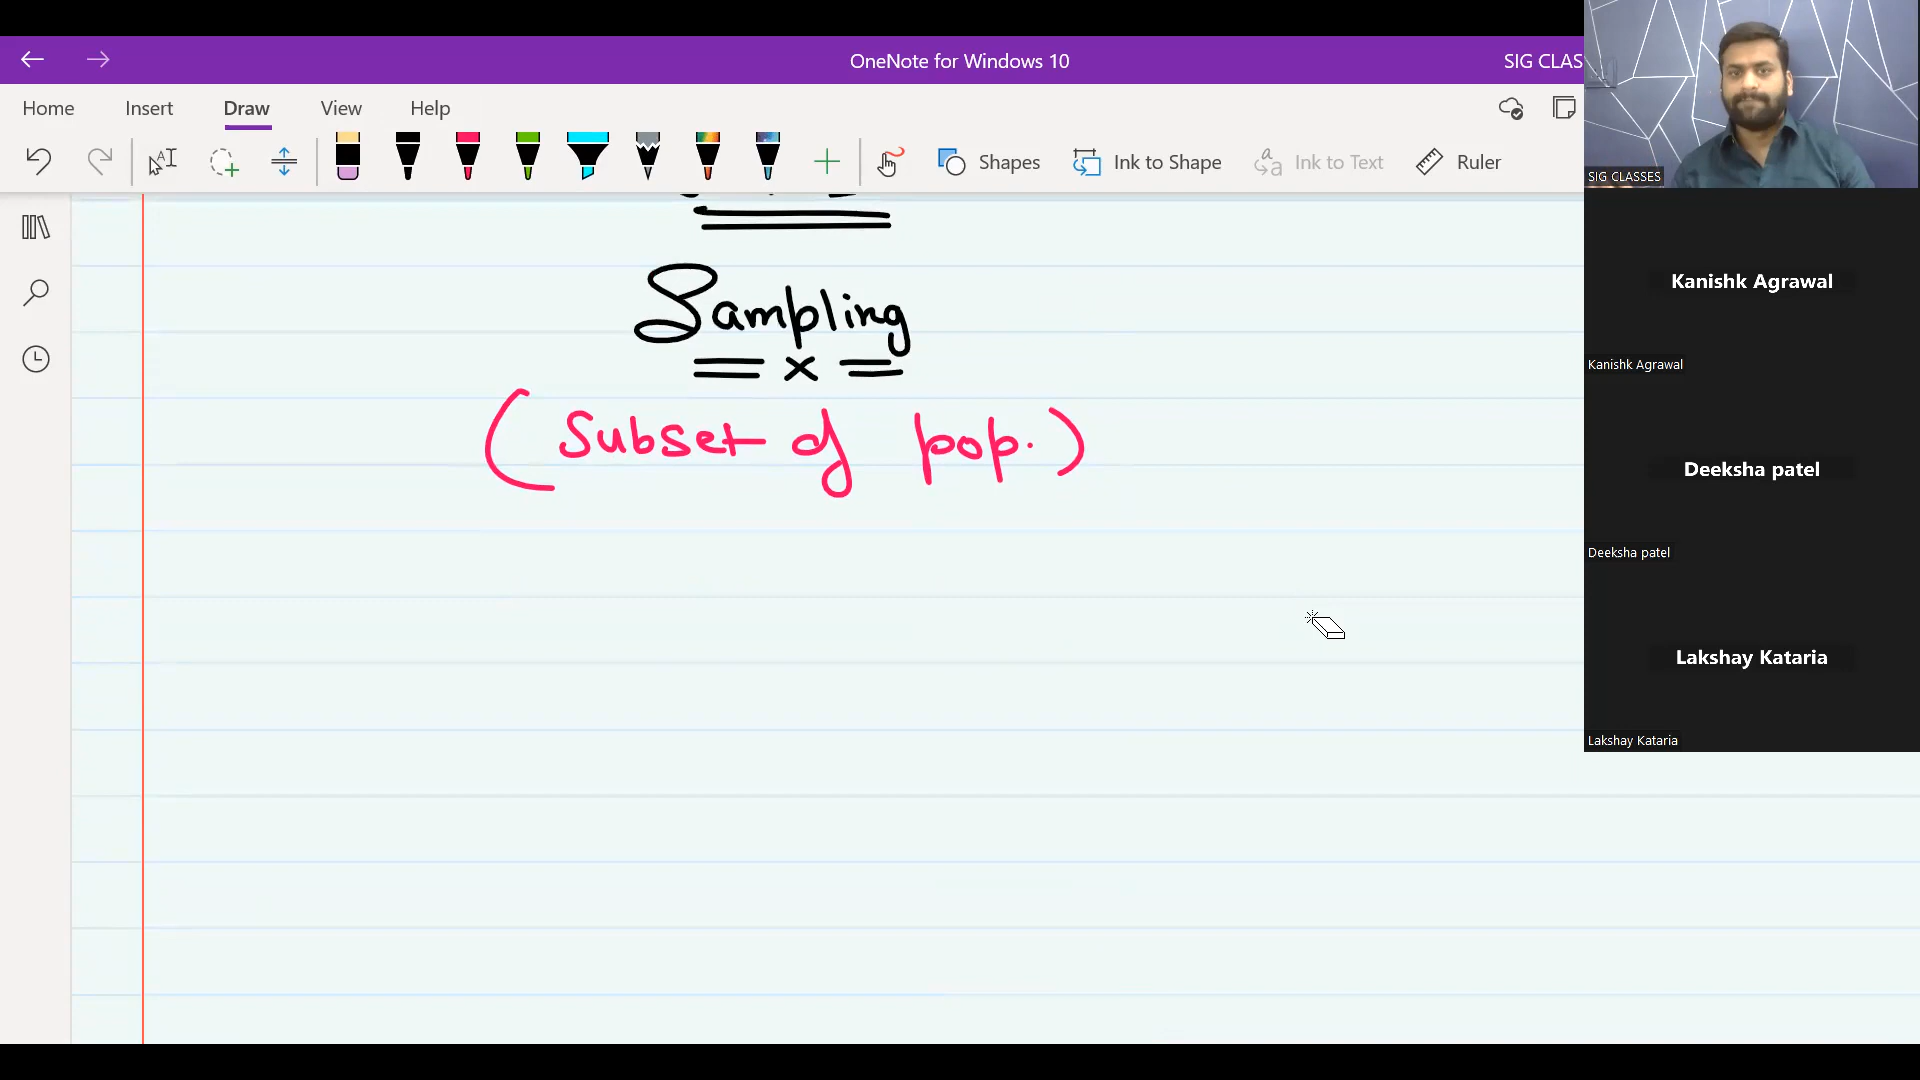 OneNote for Windows 10
SIG CLAS
Home Insert Draw View Help
Shapes Ink to Shape Ink to Text Ruler
SIG CLASSES
Sampling
(Subset of pop.)
Kanishk Agrawal
Kanishk Agrawal
Deeksha patel
Deeksha patel
Lakshay Kataria
Lakshay Kataria